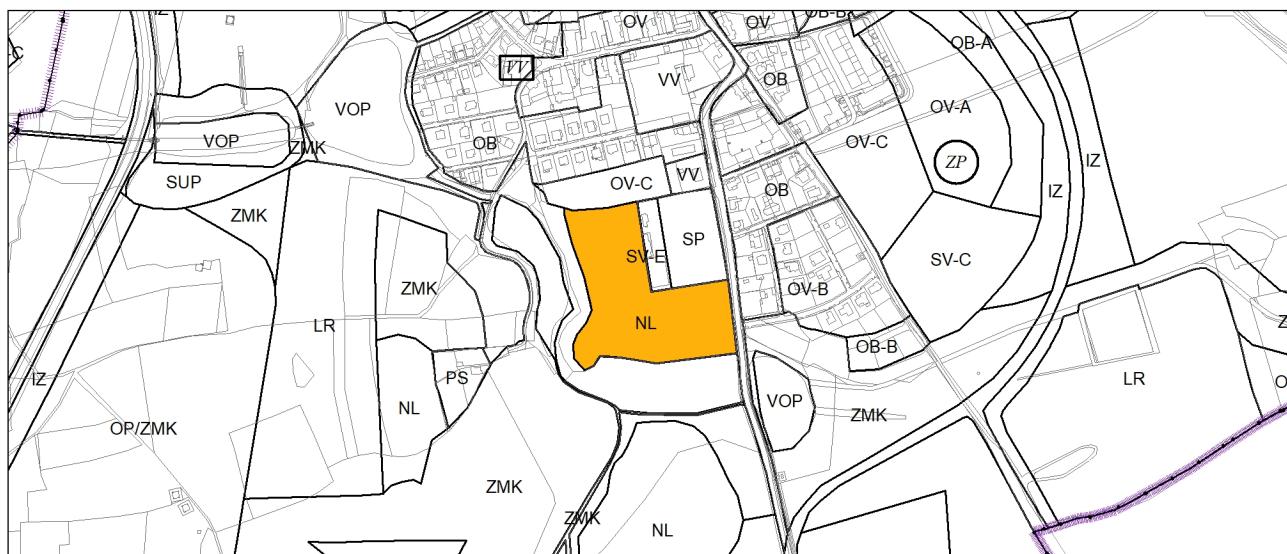 IZ
OV
OV
OB-B
OB-A
VV
VOP
VV
OB
OV-A
VOP
ZMK
OB
OV-C
ZP
IZ
SUP
OV-C
VV
OB
IZ
ZMK
SP
SV-E
SV-C
ZMK
OV-B
LR
NL
OB-B
IZ
PS
LR
NL
VOP
ZMK
OP/ZMK
ZMK
ZMK
NL